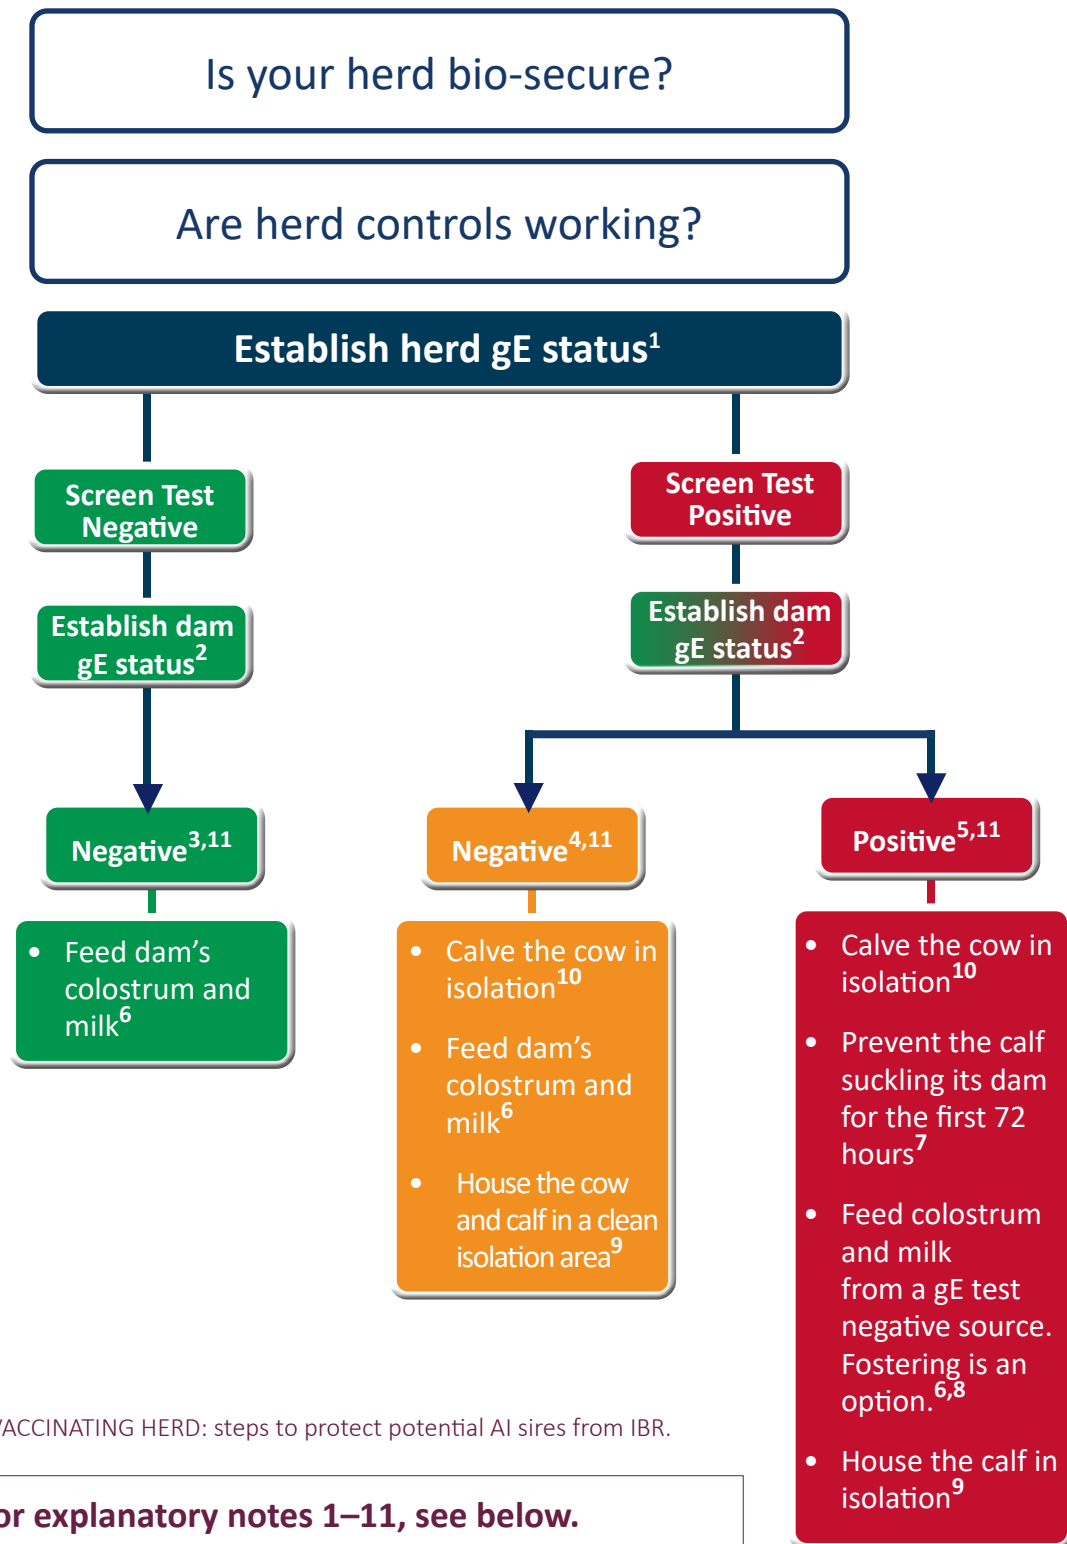 Is your herd bio-secure?
Are herd controls working?
Establish herd gE status1
Screen Test
Negative
Establish dam
gE status2
Negative3,11
• Feed dam's
colostrum and
milk6
Screen Test
Positive
Establish dam
gE status2
Negative4,11
• Calve the cow in
isolation10
• Feed dam's
colostrum and
milk6
• House the cow
and calf in a clean
isolation area9
Positive5,11
• Calve the cow in
isolation10
• Prevent the calf
suckling its dam
for the first 72
hours7
• Feed colostrum
and milk
from a gE test
negative source.
Fostering is an
option.6,8
• House the calf in
isolation9
VACCINATING HERD: steps to protect potential AI sires from IBR.
or explanatory notes 1–11, see below.